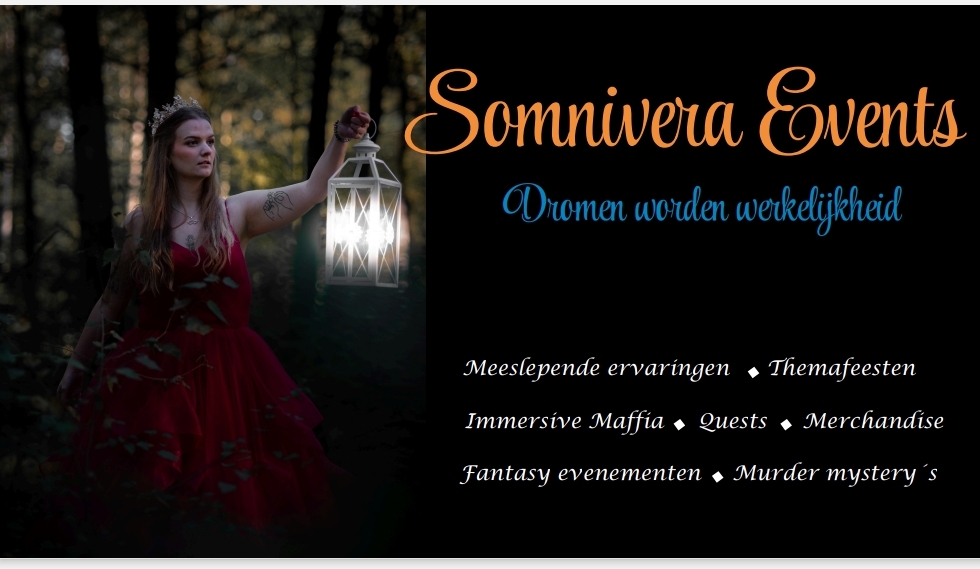 Somnivera Events
Dromen worden werkelijkheid
Meeslepende ervaringen ◆ Themafeesten
Immersive Maffia ◆ Quests ◆ Merchandise
Fantasy evenementen ◆ Murder mystery´s